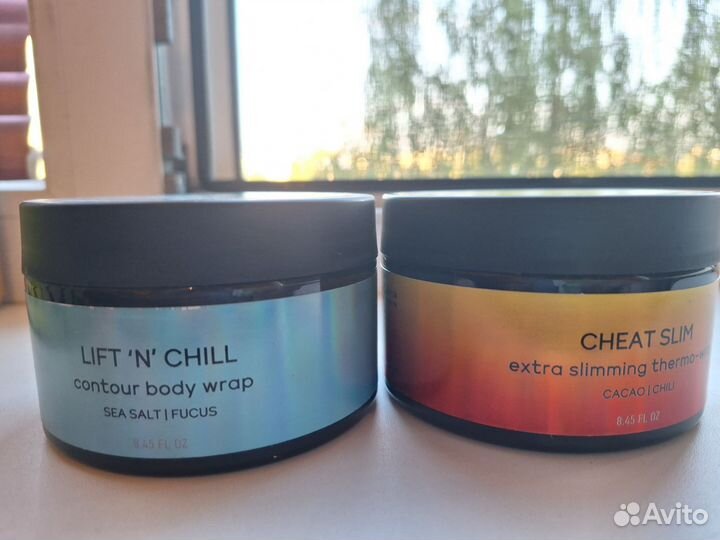 LIFT 'N' CHILL
contour body wrap
SEA SALT | FUCUS
8.45 FL OZ
CHEAT SLIM
extra slimming thermo-
CACAO | CHILI
8.45 FL OZ
Avito